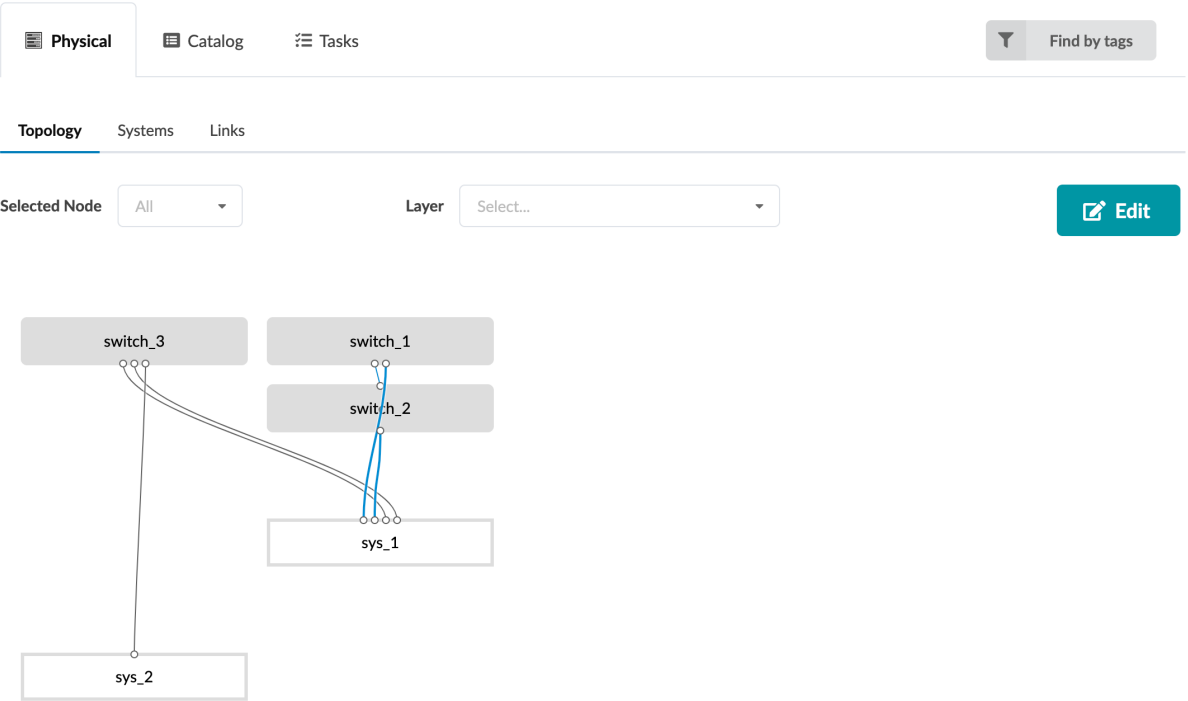 Physical Catalog Tasks Find by tags
Topology Systems Links
Selected Node All Layer Select... Edit
switch_3 switch_1
switch_2
sys_1
sys_2